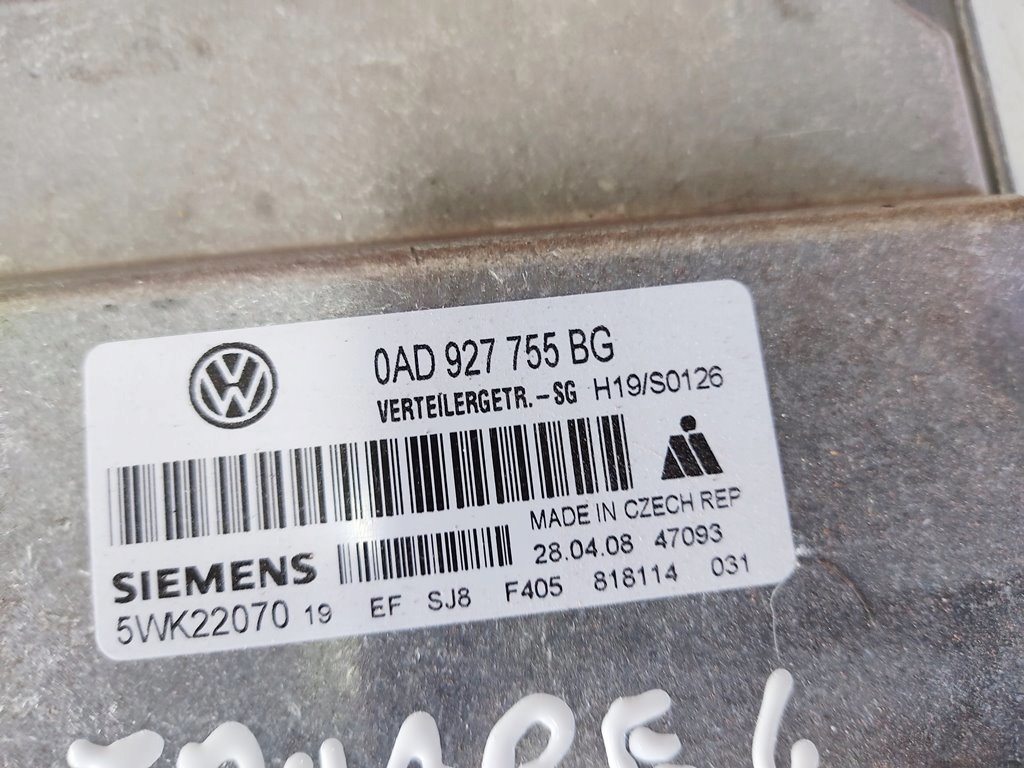 0AD 927 755 BG
VERTEILERGETR.-SG H19/S0126
MADE IN CZECH REP
SIEMENS 28.04.08 47093
5WK22070 19 EF SJ8 F405 818114 031